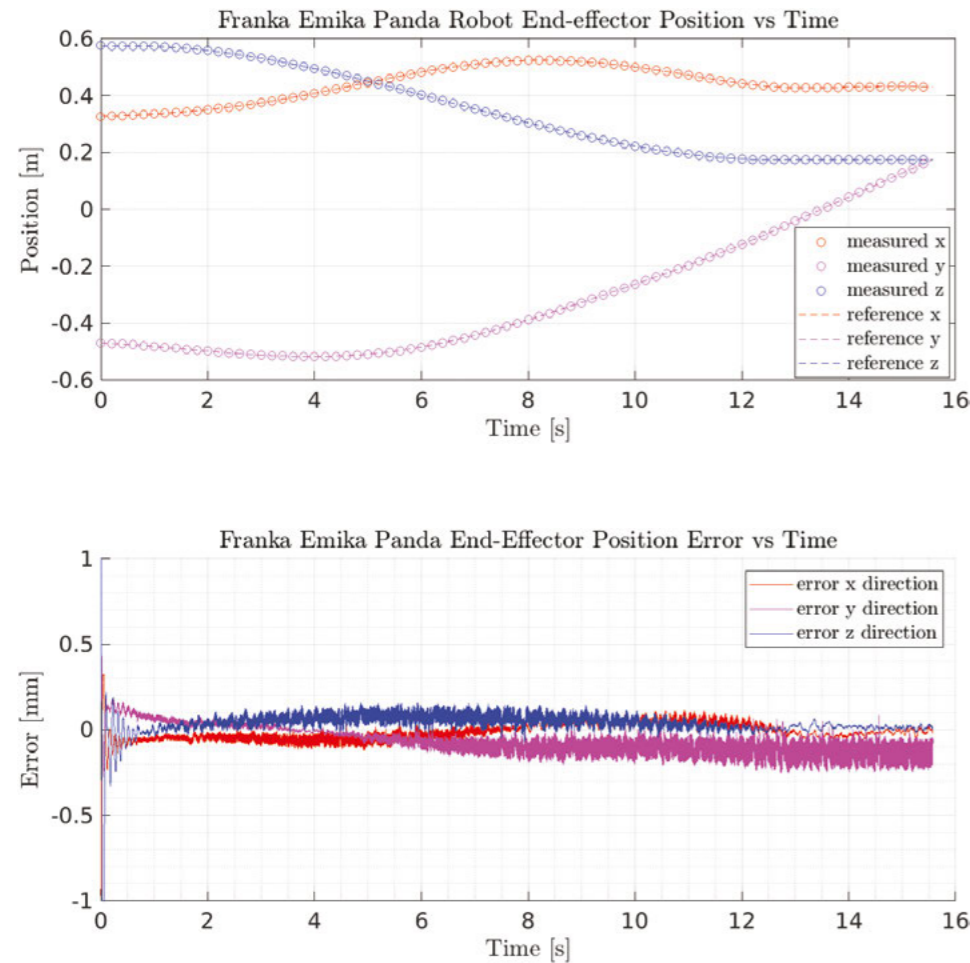 Franka Emika Panda Robot End-effector Position vs Time
0.6
0.4
0.2
0
-0.2
-0.4
-0.6
Position [m]
measured x
measured y
measured z
reference x
reference y
reference z
0 2 4 6 8 10 12 14 16
Time [s]
Franka Emika Panda End-Effector Position Error vs Time
1
0.5
0
-0.5
-1
Error [mm]
error x direction
error y direction
error z direction
0 2 4 6 8 10 12 14 16
Time [s]